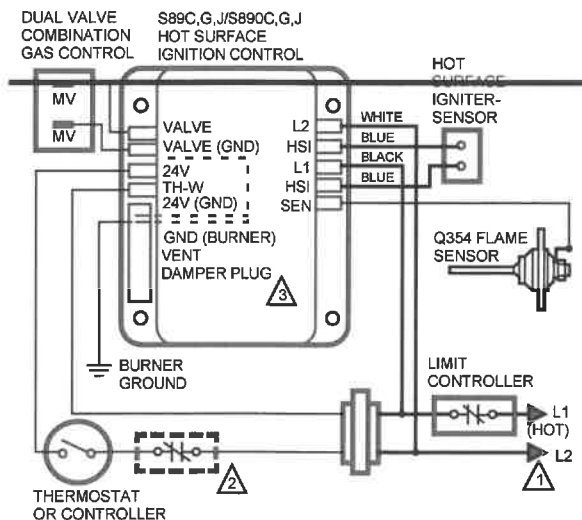 DUAL VALVE
COMBINATION
GAS CONTROL
S89C,G,J/S890C,G,J
HOT SURFACE
IGNITION CONTROL
HOT
SURFACE
IGNITER-
SENSOR
MV
MV
VALVE
VALVE (GND)
24V
TH-W
24V (GND)
GND (BURNER)
VENT
DAMPER PLUG
L2
HSI
L1
HSI
SEN
WHITE
BLUE
BLACK
BLUE
Q354 FLAME
SENSOR
3
BURNER
GROUND
LIMIT
CONTROLLER
L1
(HOT)
L2
1
2
THERMOSTAT
OR CONTROLLER